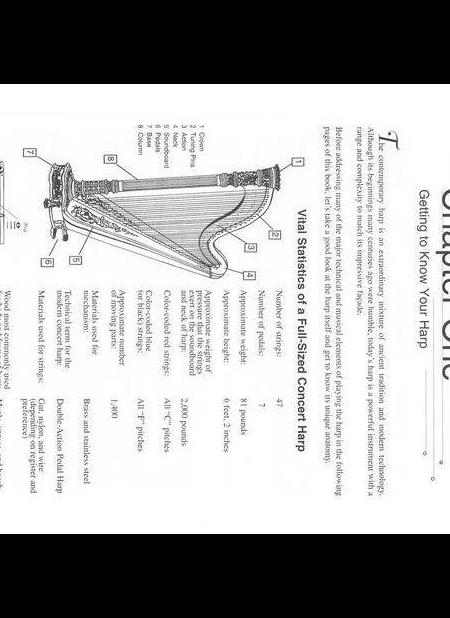 Chapter One
Getting to Know Your Harp
The contemporary harp is an extraordinary mixture of ancient tradition and modern technology.
Although its beginnings many centuries ago were humble, today's harp is a powerful instrument with a
range and complexity to match its impressive façade.
Before addressing many of the major technical and musical elements of playing the harp in the following
pages of this book, let's take a good look at the harp itself and get to know its unique anatomy.
Vital Statistics of a Full-Sized Concert Harp
1
2
3
4
5
6
7
8
1 Crown
2 Tuning Pins
3 Action
4 Neck
5 Soundboard
6 Pedals
7 Base
8 Column
Number of strings: 47
Number of pedals: 7
Approximate weight: 81 pounds
Approximate height: 6 feet, 2 inches
Approximate weight of
pressure that the strings
exert on the soundboard
and neck of harp: 2,000 pounds
Color-coded red strings: All "C" pitches
Color-coded blue
(or black) strings: All "F" pitches
Approximate number
of moving parts: 1,400
Materials used for
mechanism: Brass and stainless steel
Technical term for the
modern concert harp: Double-Action Pedal Harp
Materials used for strings: Gut, nylon, and wire
(depending on register and
preference)
Wood most commonly used